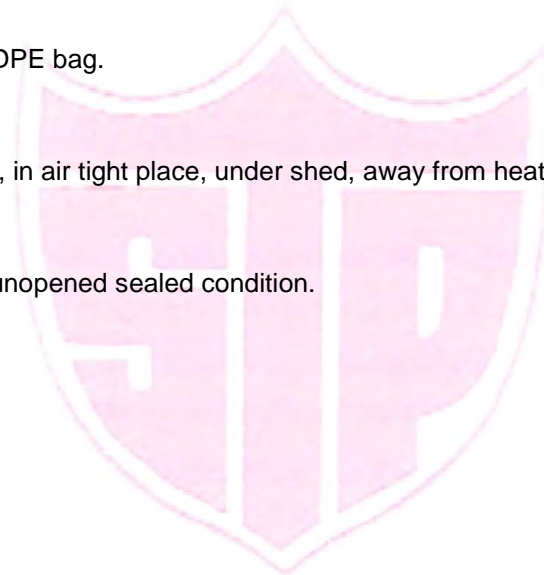 DPE bag.
, in air tight place, under shed, away from heat
unopened sealed condition.
STP